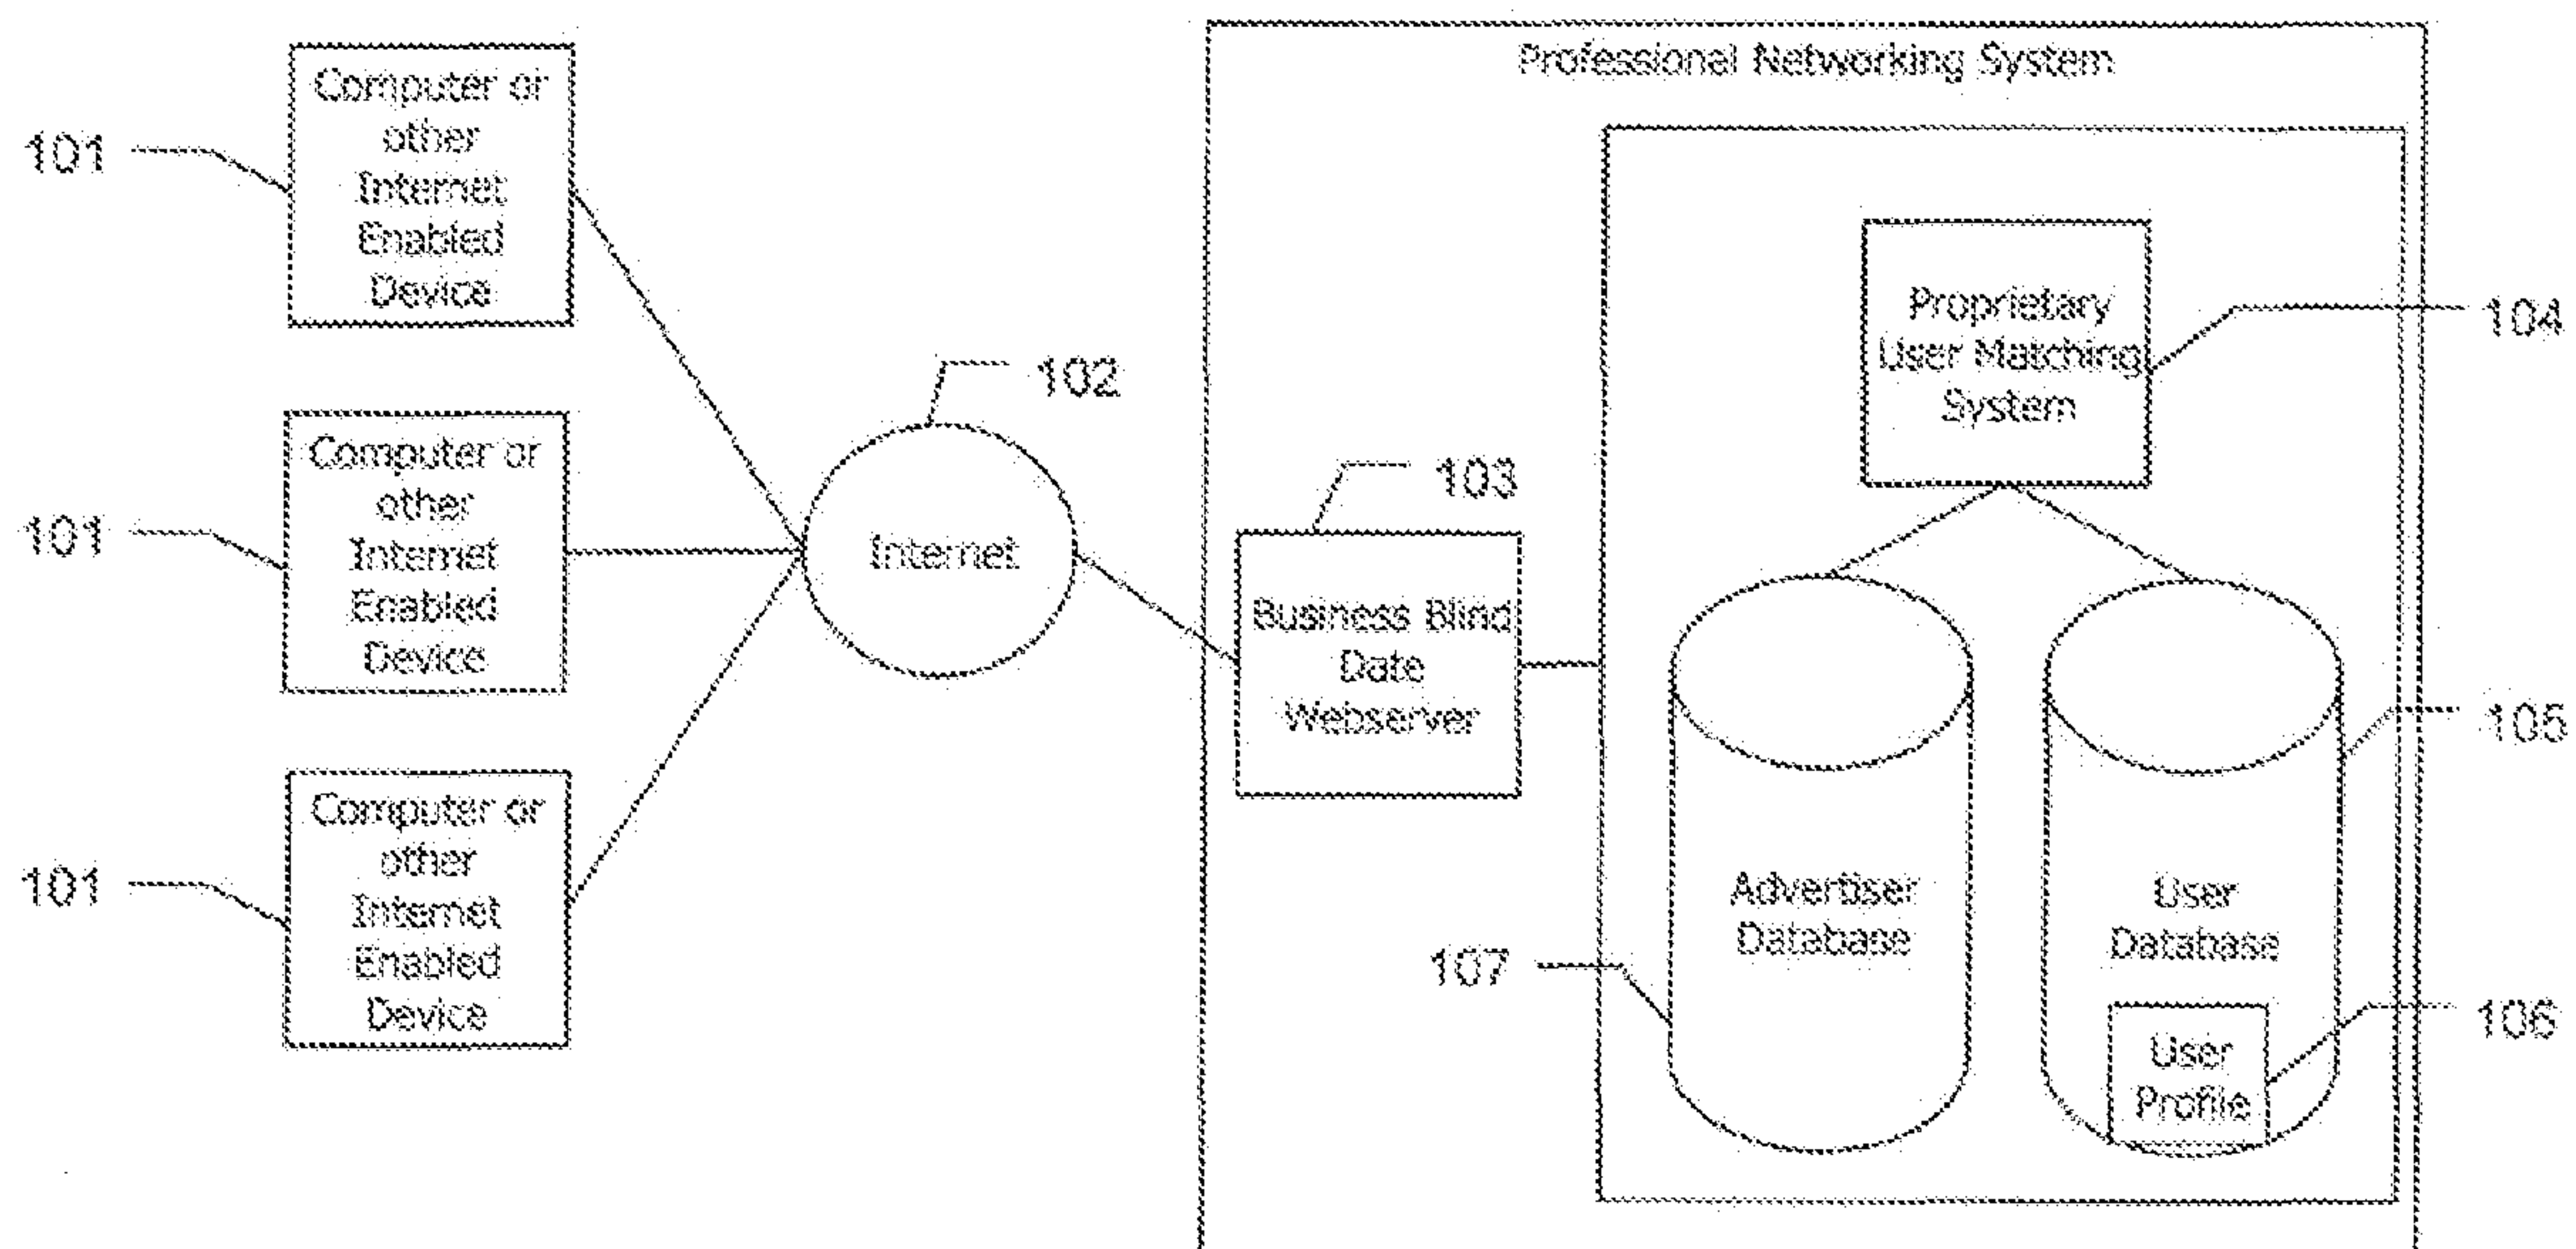 Professional Networking System
101
Computer or
other
Internet
Enabled
Device
101
Computer or
other
Internet
Enabled
Device
101
Computer or
other
Internet
Enabled
Device
102
Internet
103
Business Blind
Date
Webserver
Proprietary
User Matching
System
104
105
Advertiser
Database
107
User
Database
User
Profile
106